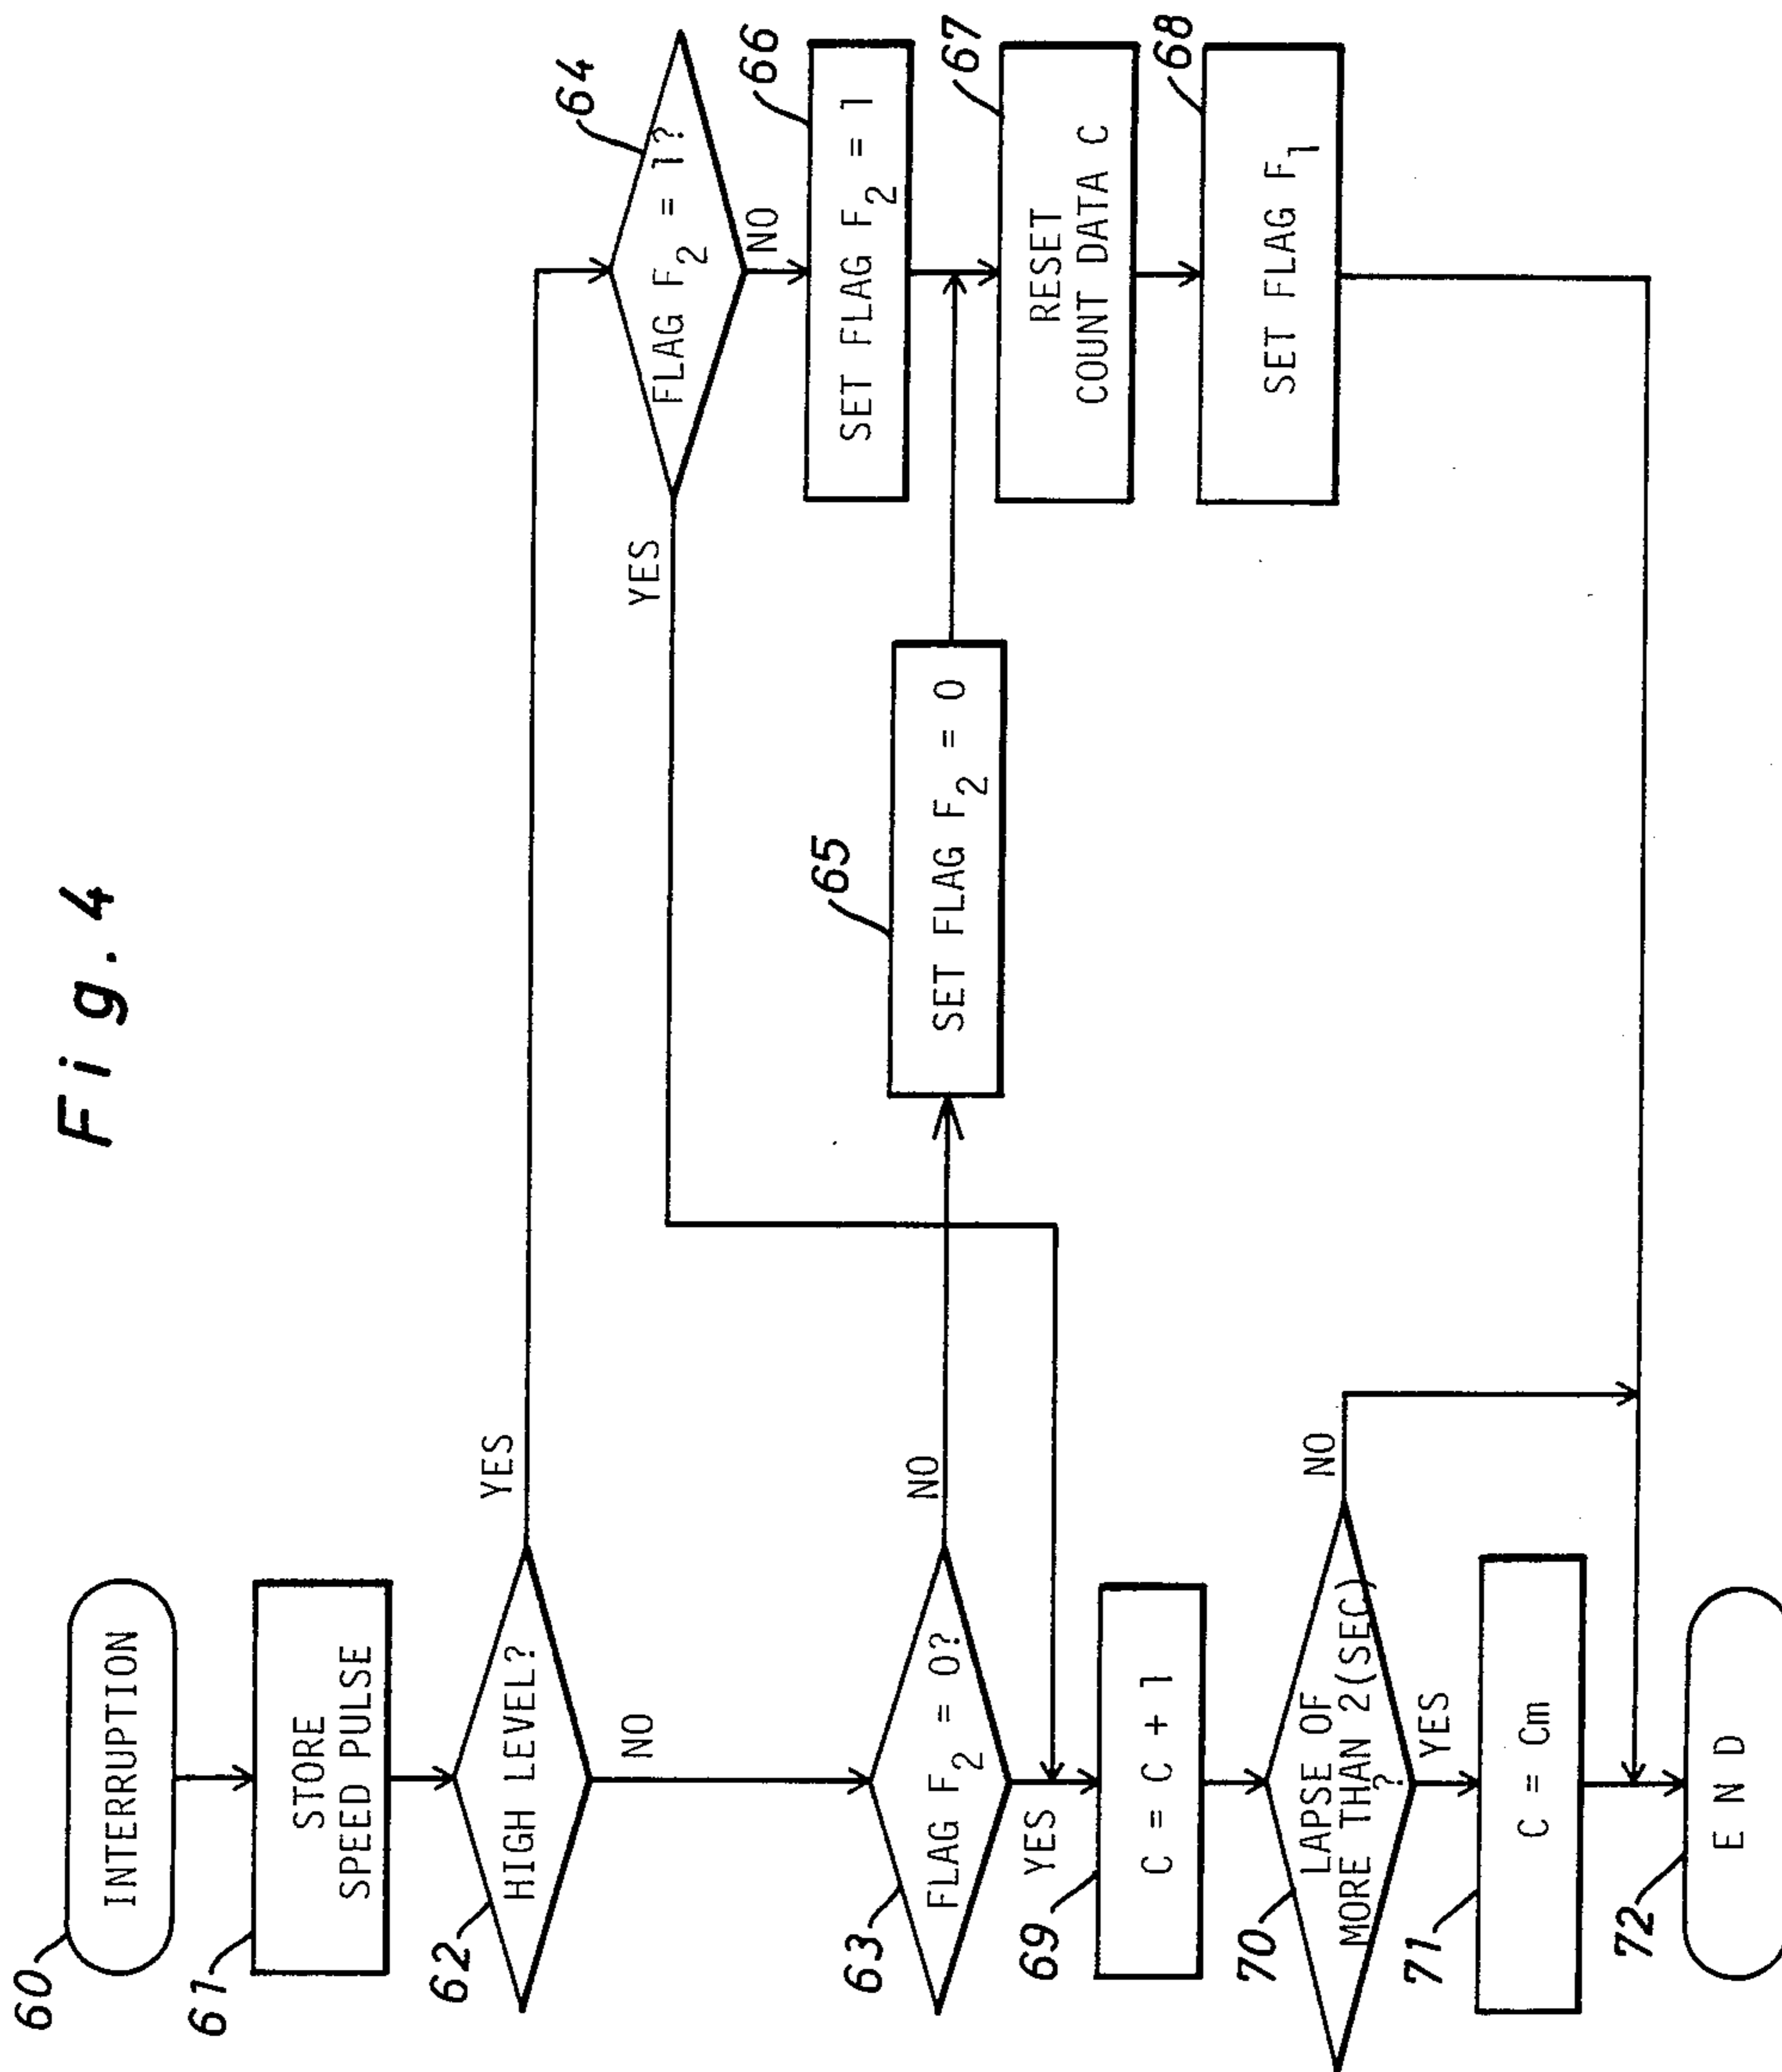 Fig. 4
60
INTERRUPTION
61
STORE
SPEED PULSE
62
HIGH LEVEL?
YES
NO
64
FLAG F2 = 1?
YES
NO
63
FLAG F2 = 0?
NO
YES
65
SET FLAG F2 = 0
66
SET FLAG F2 = 1
67
RESET
COUNT DATA C
68
SET FLAG F1
69
C = C + 1
70
LAPSE OF
MORE THAN 2(SEC)
?
NO
YES
71
C = Cm
72
END